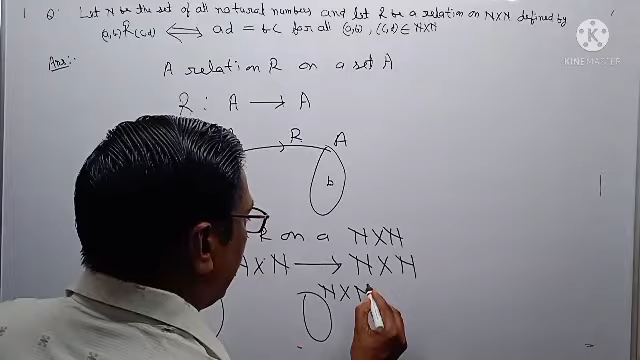 1 Q: Let N be the set of all natural numbers and let R be a relation on N×N defined by
(a,b)R(c,d) ⟺ ad = bc for all (a,b), (c,d) ∈ N×N
Ans:- A relation R on a set A
R : A ⟶ A
R A
b
R on a N×N
N×N ⟶ N×N
N×N
KINEMASTER